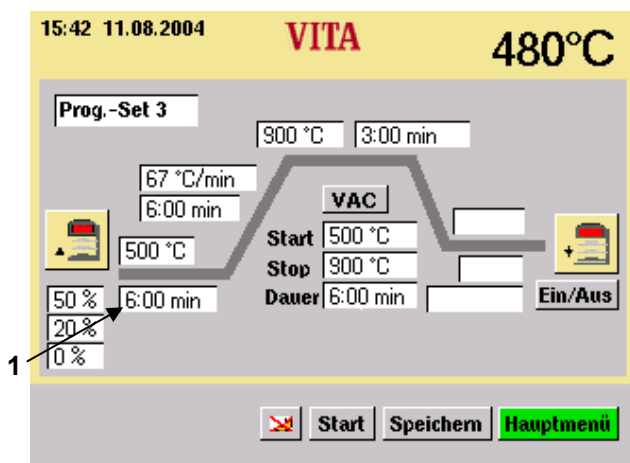 15:42 11.08.2004
VITA
480°C
Prog.-Set 3
900 °C 3:00 min
67 °C/min
6:00 min
VAC
500 °C
Start 500 °C
Stop 900 °C
Dauer 6:00 min
50 % 6:00 min
20 %
0 %
Ein/Aus
1
Start Speichern Hauptmenü